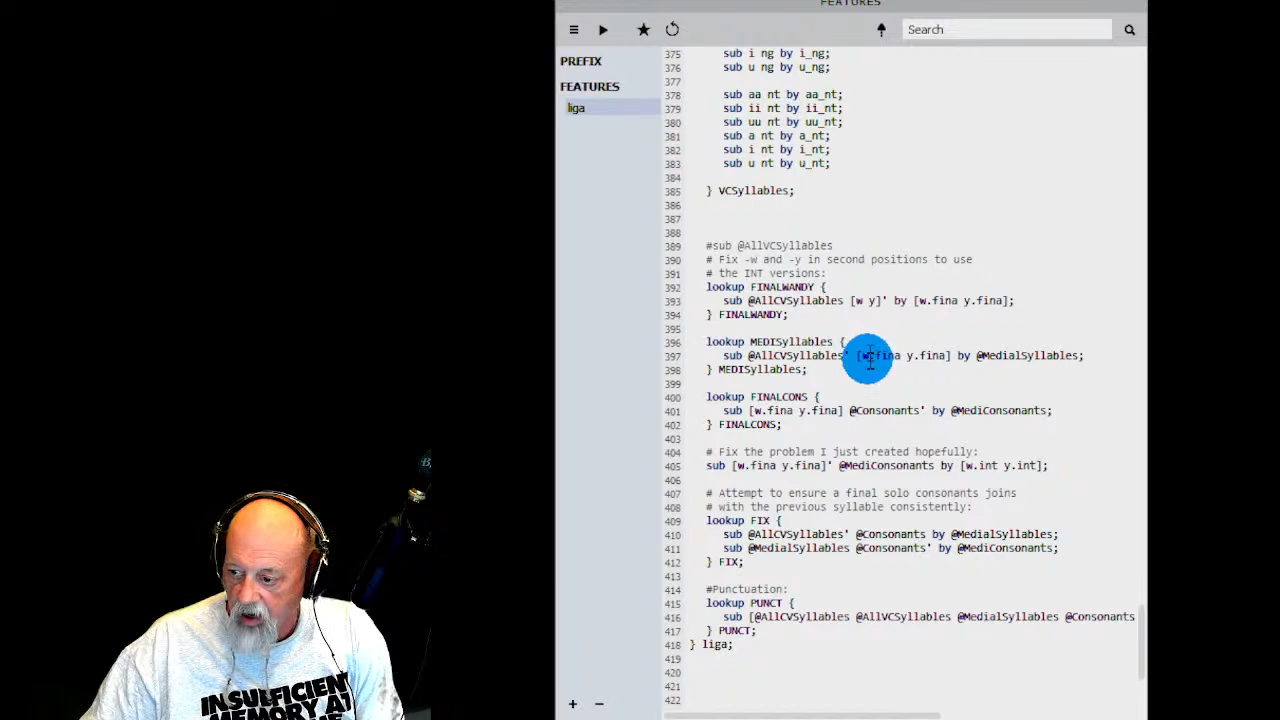 FEATURES
Search
PREFIX
FEATURES
liga
375 sub i ng by i_ng;
376 sub u ng by u_ng;
377
378 sub aa nt by aa_nt;
379 sub ii nt by ii_nt;
380 sub uu nt by uu_nt;
381 sub a nt by a_nt;
382 sub i nt by i_nt;
383 sub u nt by u_nt;
384
385 } VCSyllables;
386
387
388
389 #sub @AllVCSyllables
390 # Fix -w and -y in second positions to use
391 # the INT versions:
392 lookup FINALWANDY {
393 sub @AllCVSyllables [w y]' by [w.fina y.fina];
394 } FINALWANDY;
395
396 lookup MEDISyllables {
397 sub @AllCVSyllables' [w.fina y.fina] by @MedialSyllables;
398 } MEDISyllables;
399
400 lookup FINALCONS {
401 sub [w.fina y.fina] @Consonants' by @MediConsonants;
402 } FINALCONS;
403
404 # Fix the problem I just created hopefully:
405 sub [w.fina y.fina]' @MediConsonants by [w.int y.int];
406
407 # Attempt to ensure a final solo consonants joins
408 # with the previous syllable consistently:
409 lookup FIX {
410 sub @AllCVSyllables' @Consonants by @MedialSyllables;
411 sub @MedialSyllables @Consonants' by @MediConsonants;
412 } FIX;
413
414 #Punctuation:
415 lookup PUNCT {
416 sub [@AllCVSyllables @AllVCSyllables @MedialSyllables @Consonants
417 } PUNCT;
418 } liga;
419
420
421
422
INSUFFICIENT
MEMORY AT